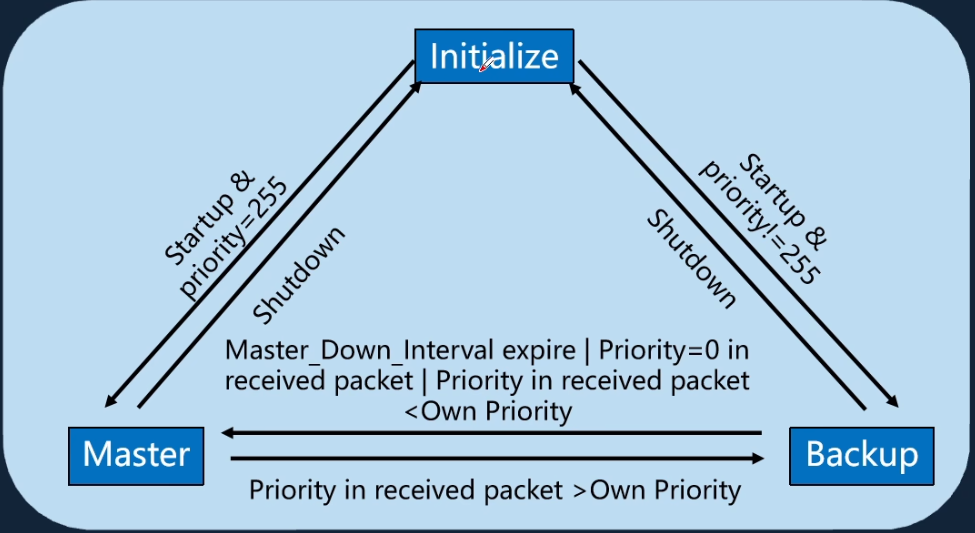 Initialize
Startup &
priority=255
Shutdown
Startup &
priority!=255
Shutdown
Master_Down_Interval expire | Priority=0 in
received packet | Priority in received packet
<Own Priority
Master
Backup
Priority in received packet >Own Priority